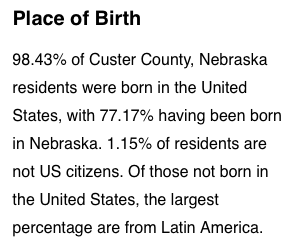 Place of Birth
98.43% of Custer County, Nebraska
residents were born in the United
States, with 77.17% having been born
in Nebraska. 1.15% of residents are
not US citizens. Of those not born in
the United States, the largest
percentage are from Latin America.